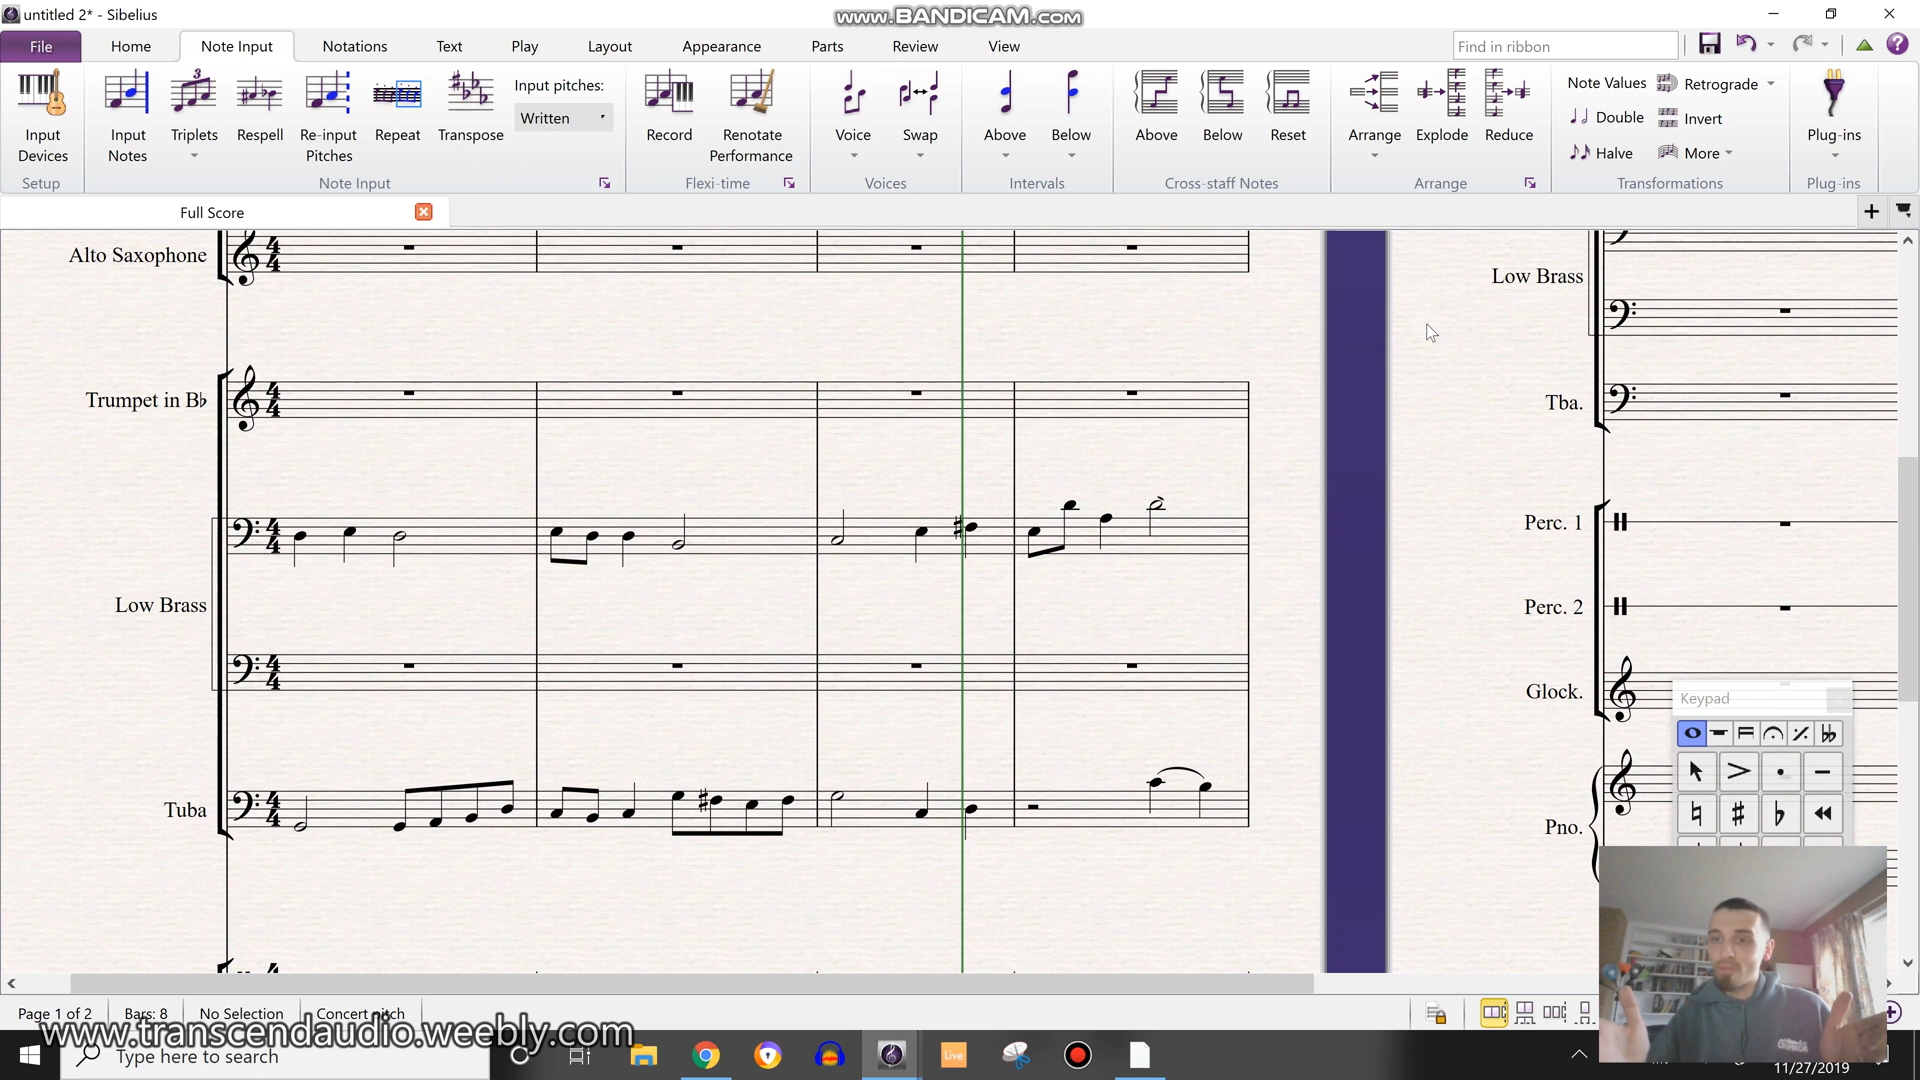 untitled 2* - Sibelius
www.BANDICAM.com
File Home Note Input Notations Text Play Layout Appearance Parts Review View
Find in ribbon
Input Devices
Input Notes
3
Triplets
Respell
Re-input Pitches
Repeat
Transpose
Input pitches:
Written
Record
Renotate Performance
Voice
Swap
Above
Below
Above
Below
Reset
Arrange
Explode
Reduce
Note Values
Double
Halve
Retrograde
Invert
More
Plug-ins
Setup Note Input Flexi-time Voices Intervals Cross-staff Notes Arrange Transformations Plug-ins
Full Score
Alto Saxophone
Trumpet in B♭
Low Brass
Tuba
Low Brass
Tba.
Perc. 1
Perc. 2
Glock.
Pno.
Keypad
Page 1 of 2 Bars: 8 No Selection Concert pitch
www.transcendaudio.weebly.com
Type here to search
Live
11/27/2019